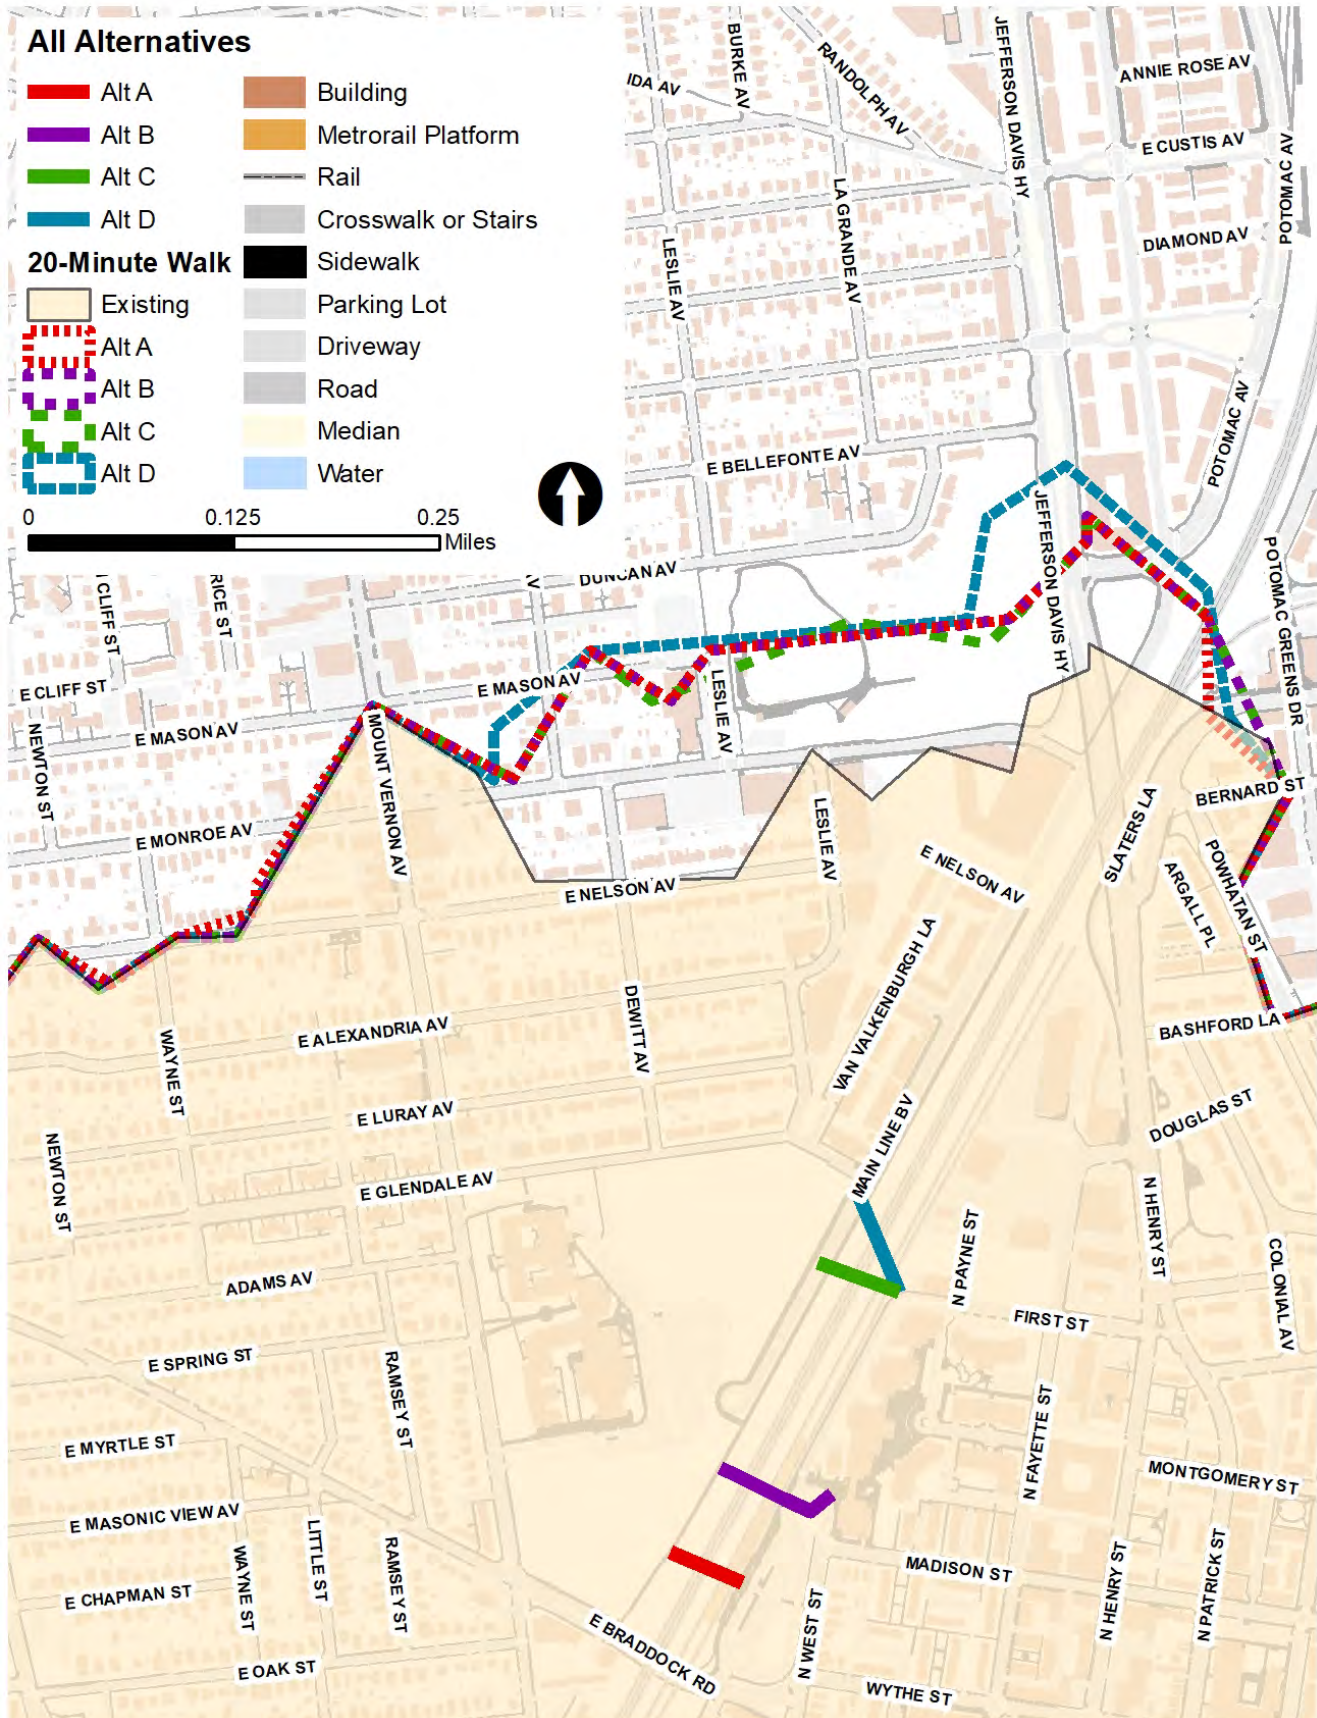 All Alternatives
Alt A
Alt B
Alt C
Alt D
20-Minute Walk
Existing
Alt A
Alt B
Alt C
Alt D
Building
Metrorail Platform
Rail
Crosswalk or Stairs
Sidewalk
Parking Lot
Driveway
Road
Median
Water
0 0.125 0.25
Miles
BURKE AV
RANDOLPH AV
IDA AV
JEFFERSON DAVIS HY
ANNIE ROSE AV
E CUSTIS AV
POTOMAC AV
LA GRANDE AV
LESLIE AV
DIAMOND AV
POTOMAC AV
E BELLEFONTE AV
JEFFERSON DAVIS HY
POTOMAC GREENS DR
DUNCAN AV
CLIFF ST
RICE ST
V
E CLIFF ST
E MASON AV
LESLIE AV
NEWTON ST
E MASON AV
MOUNT VERNON AV
E MONROE AV
LESLIE AV
BERNARD ST
SLATERS LA
E NELSON AV
E NELSON AV
ARGALL PL
POWHATAN ST
VAN VALKENBURGH LA
DEWITT AV
BASHFORD LA
E ALEXANDRIA AV
WAYNE ST
E LURAY AV
DOUGLAS ST
MAIN LINE BV
NEWTON ST
E GLENDALE AV
N HENRY ST
N PAYNE ST
COLONIAL AV
ADAMS AV
FIRST ST
E SPRING ST
RAMSEY ST
N FAYETTE ST
E MYRTLE ST
MONTGOMERY ST
E MASONIC VIEW AV
LITTLE ST
WAYNE ST
RAMSEY ST
MADISON ST
N HENRY ST
N PATRICK ST
E CHAPMAN ST
N WEST ST
E BRADDOCK RD
E OAK ST
WYTHE ST